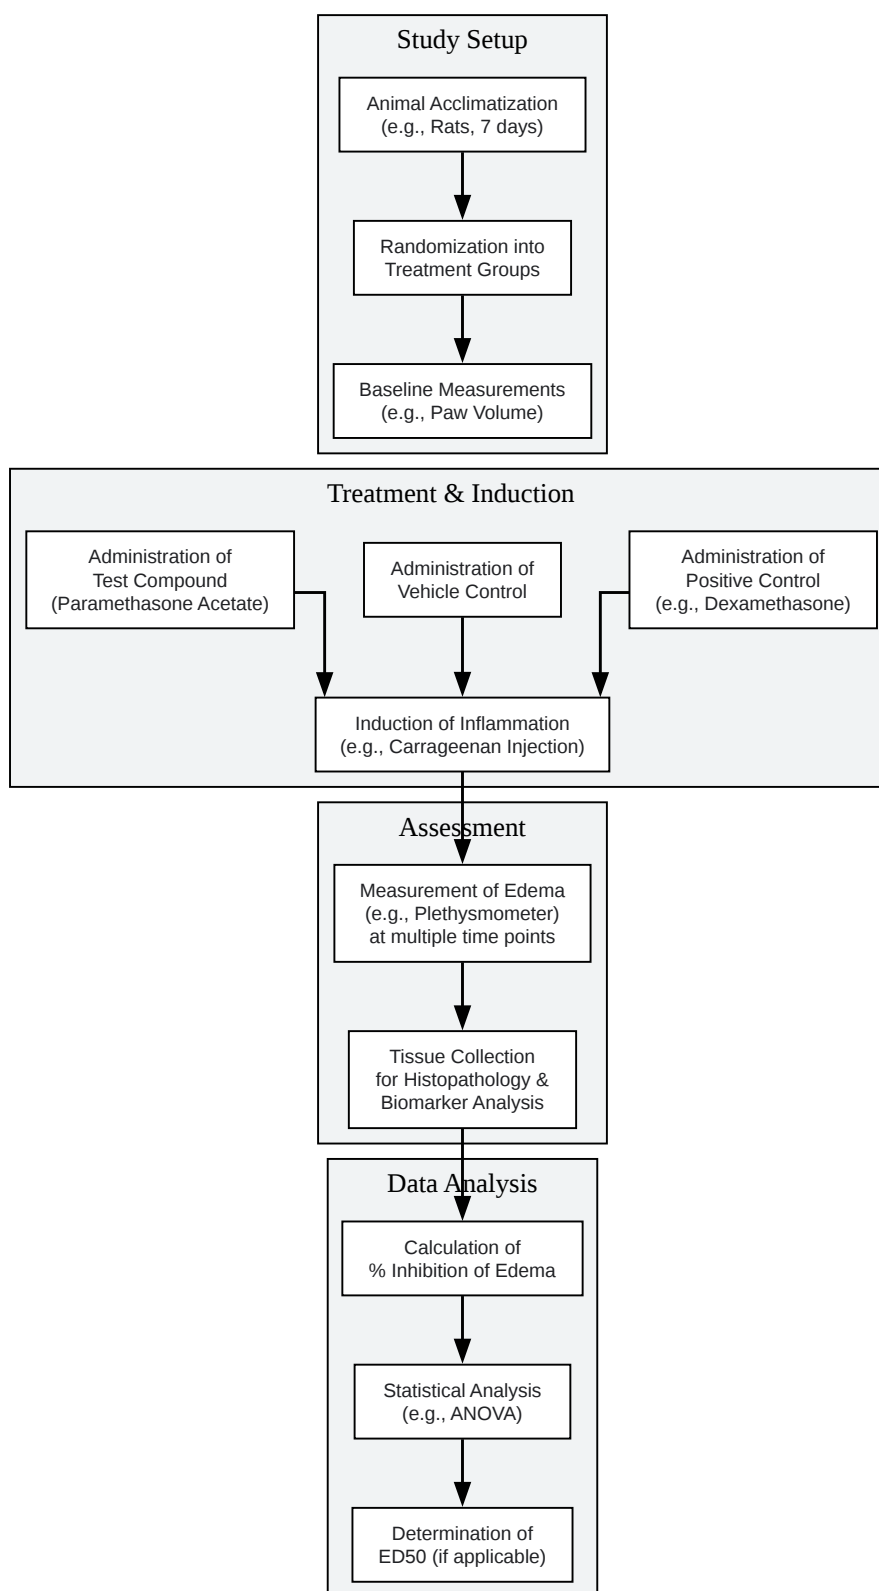 Study Setup
Animal Acclimatization
(e.g., Rats, 7 days)
Randomization into
Treatment Groups
Baseline Measurements
(e.g., Paw Volume)
Treatment & Induction
Administration of
Test Compound
(Paramethasone Acetate)
Administration of
Vehicle Control
Administration of
Positive Control
(e.g., Dexamethasone)
Induction of Inflammation
(e.g., Carrageenan Injection)
Assessment
Measurement of Edema
(e.g., Plethysmometer)
at multiple time points
Tissue Collection
for Histopathology &
Biomarker Analysis
Data Analysis
Calculation of
% Inhibition of Edema
Statistical Analysis
(e.g., ANOVA)
Determination of
ED50 (if applicable)